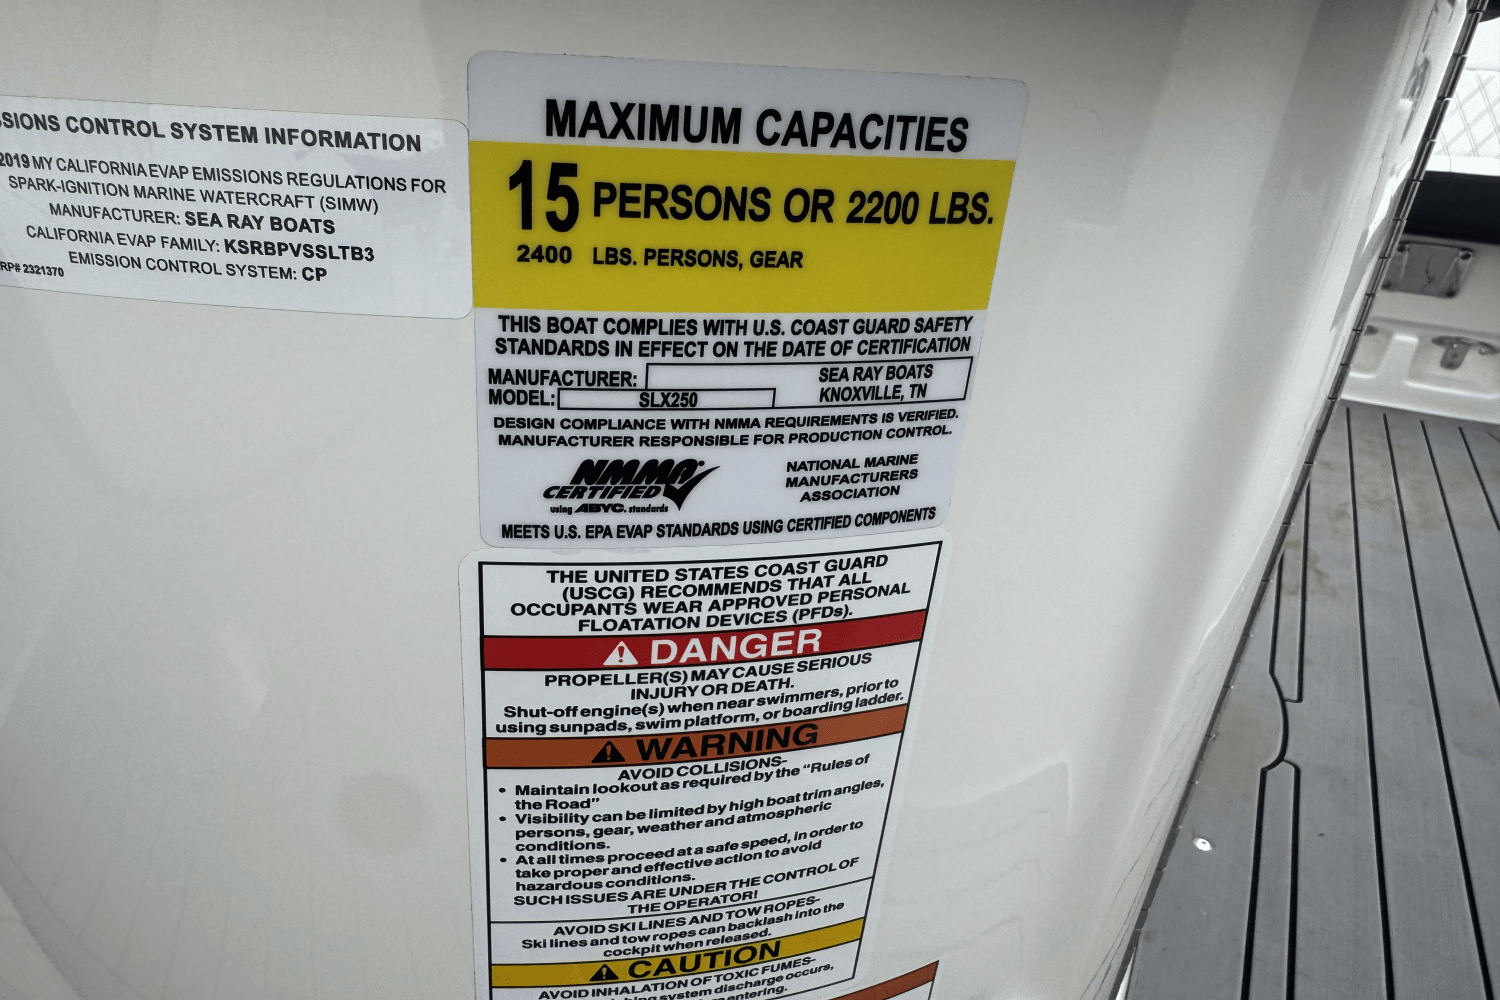 CONTROL SYSTEM INFORMATION
2019 MY CALIFORNIA EVAP EMISSIONS REGULATIONS FOR
SPARK-IGNITION MARINE WATERCRAFT (SIMW)
MANUFACTURER: SEA RAY BOATS
CALIFORNIA EVAP FAMILY: KSRBPVSSLTB3
EMISSION CONTROL SYSTEM: CP
RP# 2321370
MAXIMUM CAPACITIES
15 PERSONS OR 2200 LBS.
2400 LBS. PERSONS, GEAR
THIS BOAT COMPLIES WITH U.S. COAST GUARD SAFETY
STANDARDS IN EFFECT ON THE DATE OF CERTIFICATION
MANUFACTURER: SEA RAY BOATS
KNOXVILLE, TN
MODEL: SLX250
DESIGN COMPLIANCE WITH NMMA REQUIREMENTS IS VERIFIED.
MANUFACTURER RESPONSIBLE FOR PRODUCTION CONTROL.
NMMA
CERTIFIED
using ABYC. standards
NATIONAL MARINE
MANUFACTURERS
ASSOCIATION
MEETS U.S. EPA EVAP STANDARDS USING CERTIFIED COMPONENTS
THE UNITED STATES COAST GUARD
(USCG) RECOMMENDS THAT ALL
OCCUPANTS WEAR APPROVED PERSONAL
FLOATATION DEVICES (PFDs).
DANGER
PROPELLER(S) MAY CAUSE SERIOUS
INJURY OR DEATH.
Shut-off engine(s) when near swimmers, prior to
using sunpads, swim platform, or boarding ladder.
WARNING
AVOID COLLISIONS-
• Maintain lookout as required by the "Rules of
the Road"
• Visibility can be limited by high boat trim angles,
persons, gear, weather and atmospheric
conditions.
• At all times proceed at a safe speed, in order to
take proper and effective action to avoid
hazardous conditions.
SUCH ISSUES ARE UNDER THE CONTROL OF
THE OPERATOR!
AVOID SKI LINES AND TOW ROPES-
Ski lines and tow ropes can backlash into the
cockpit when released.
CAUTION
AVOID INHALATION OF TOXIC FUMES-
system discharge occurs,
entering.